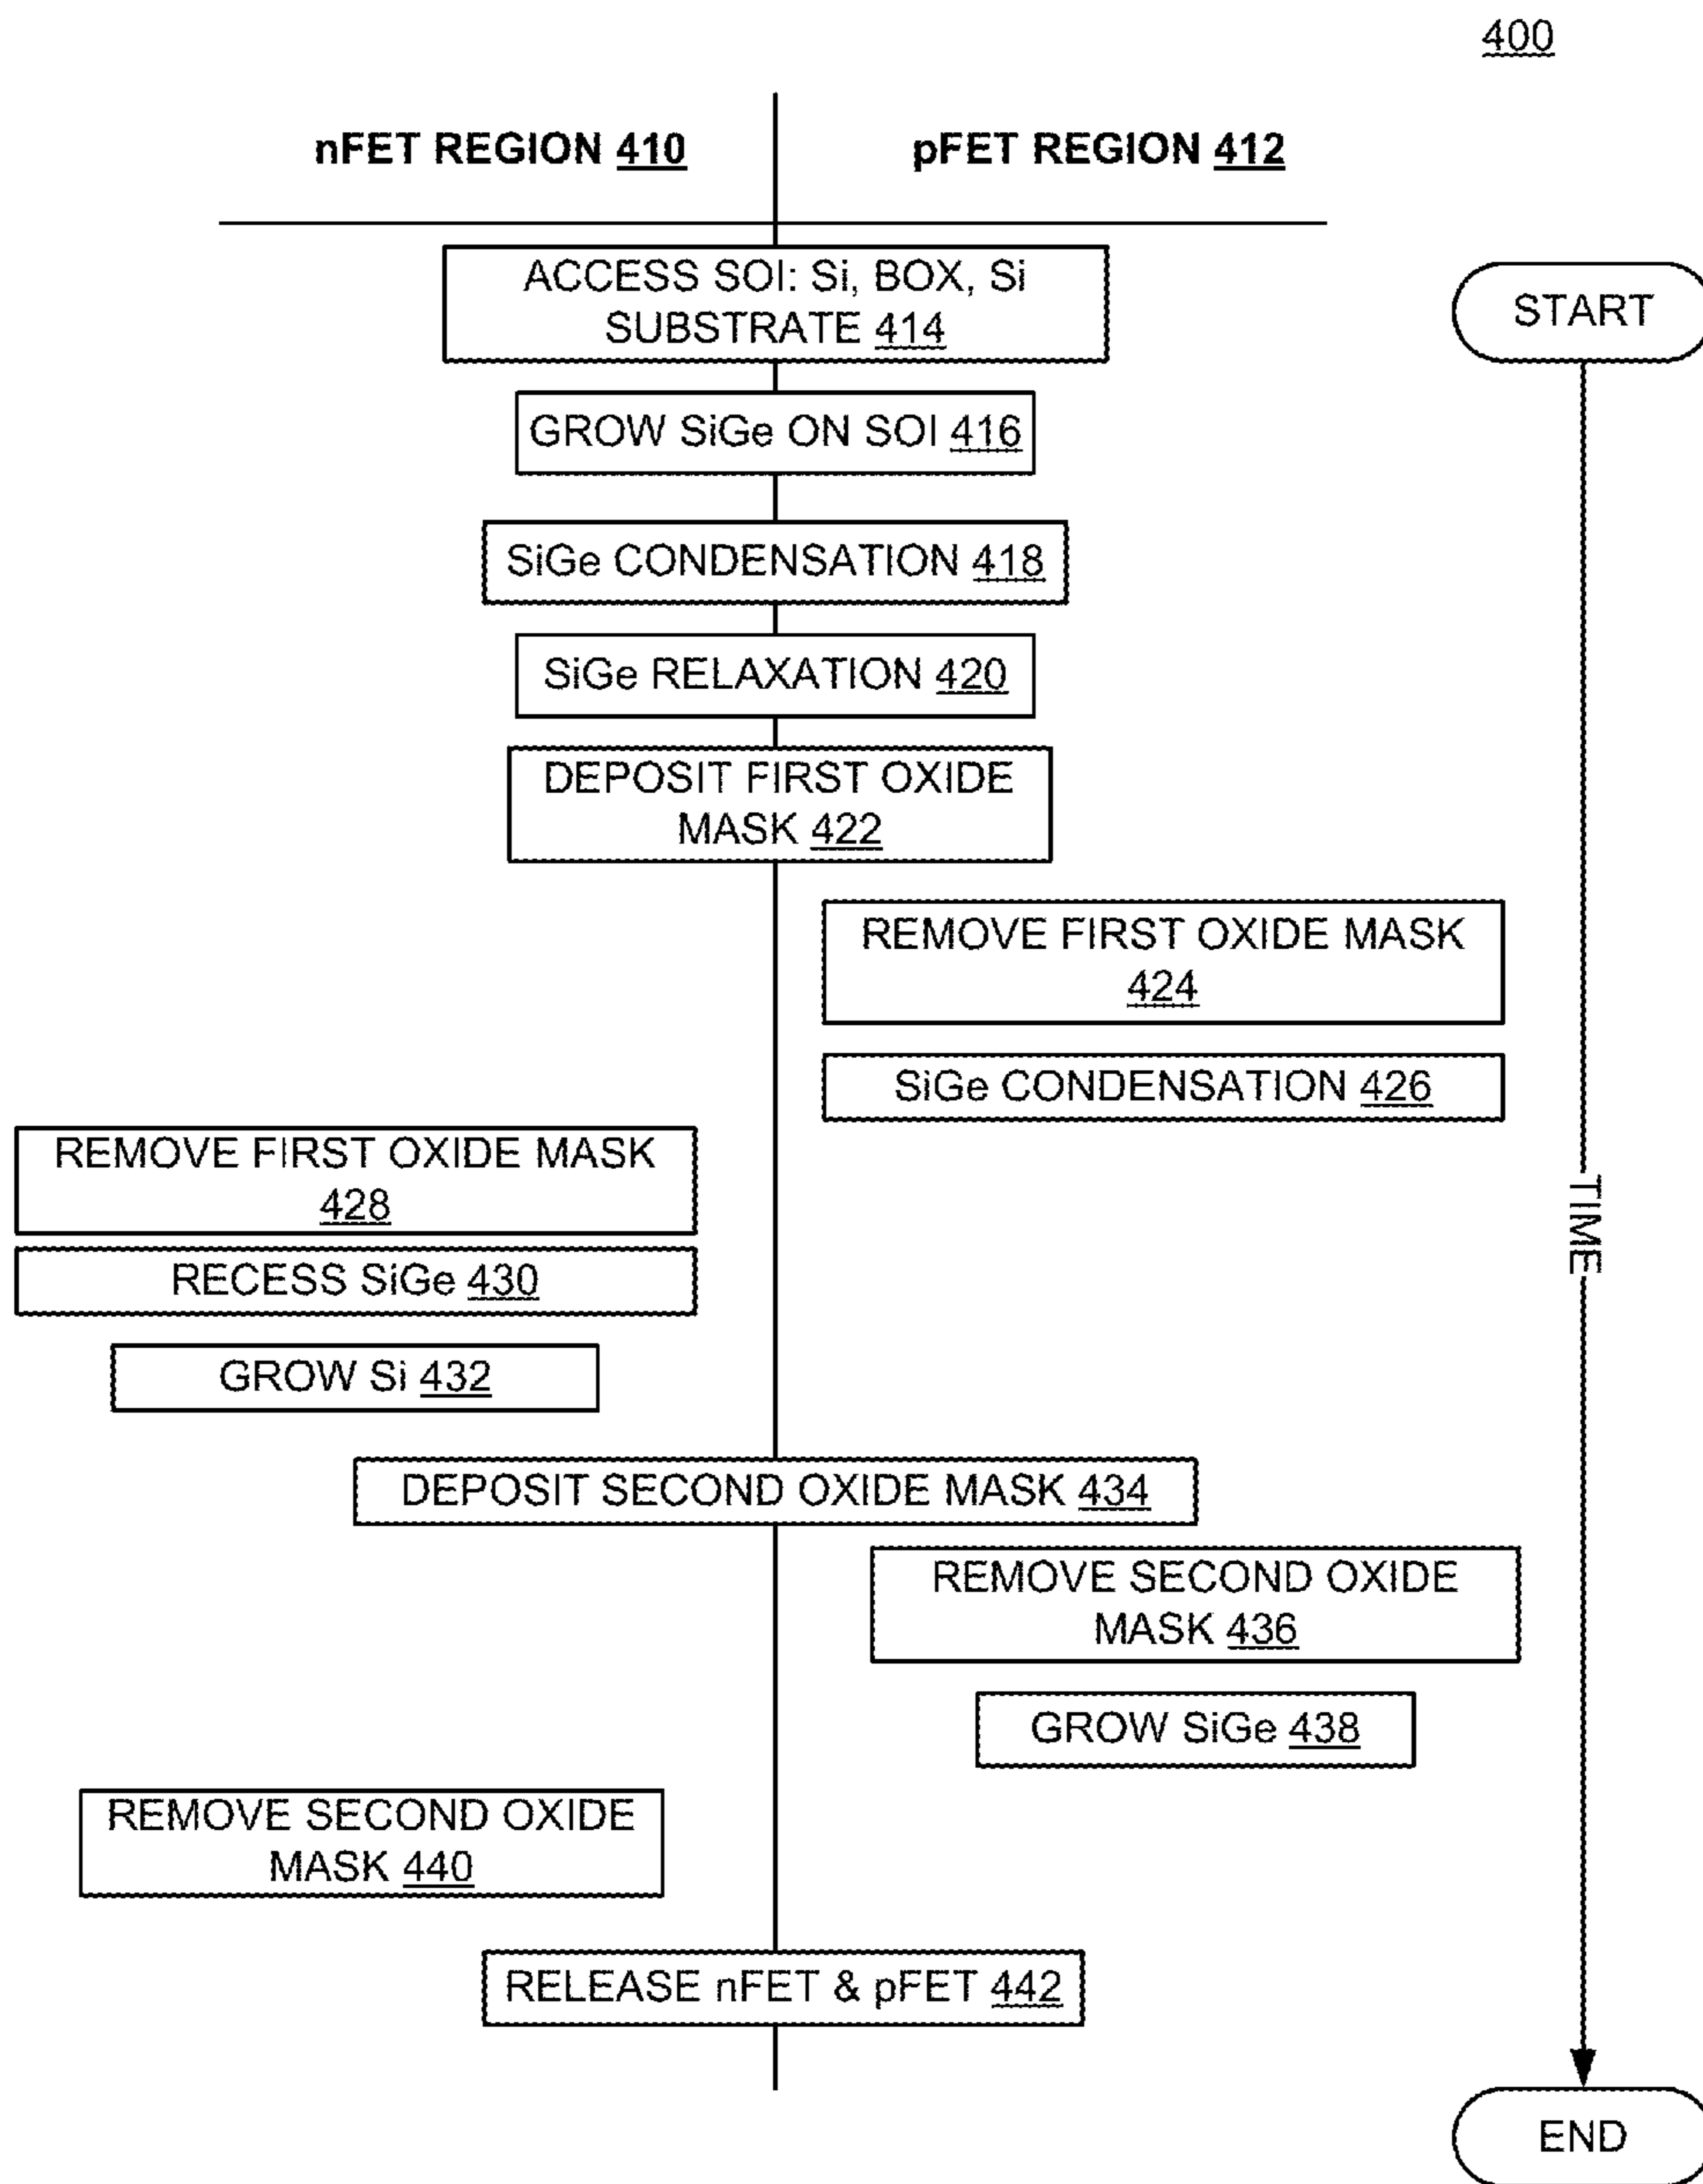 400
nFET REGION 410
pFET REGION 412
ACCESS SOI: Si, BOX, Si
SUBSTRATE 414
START
GROW SiGe ON SOI 416
SiGe CONDENSATION 418
SiGe RELAXATION 420
DEPOSIT FIRST OXIDE
MASK 422
REMOVE FIRST OXIDE MASK
424
SiGe CONDENSATION 426
REMOVE FIRST OXIDE MASK
428
TIME
RECESS SiGe 430
GROW Si 432
DEPOSIT SECOND OXIDE MASK 434
REMOVE SECOND OXIDE
MASK 436
GROW SiGe 438
REMOVE SECOND OXIDE
MASK 440
RELEASE nFET & pFET 442
END